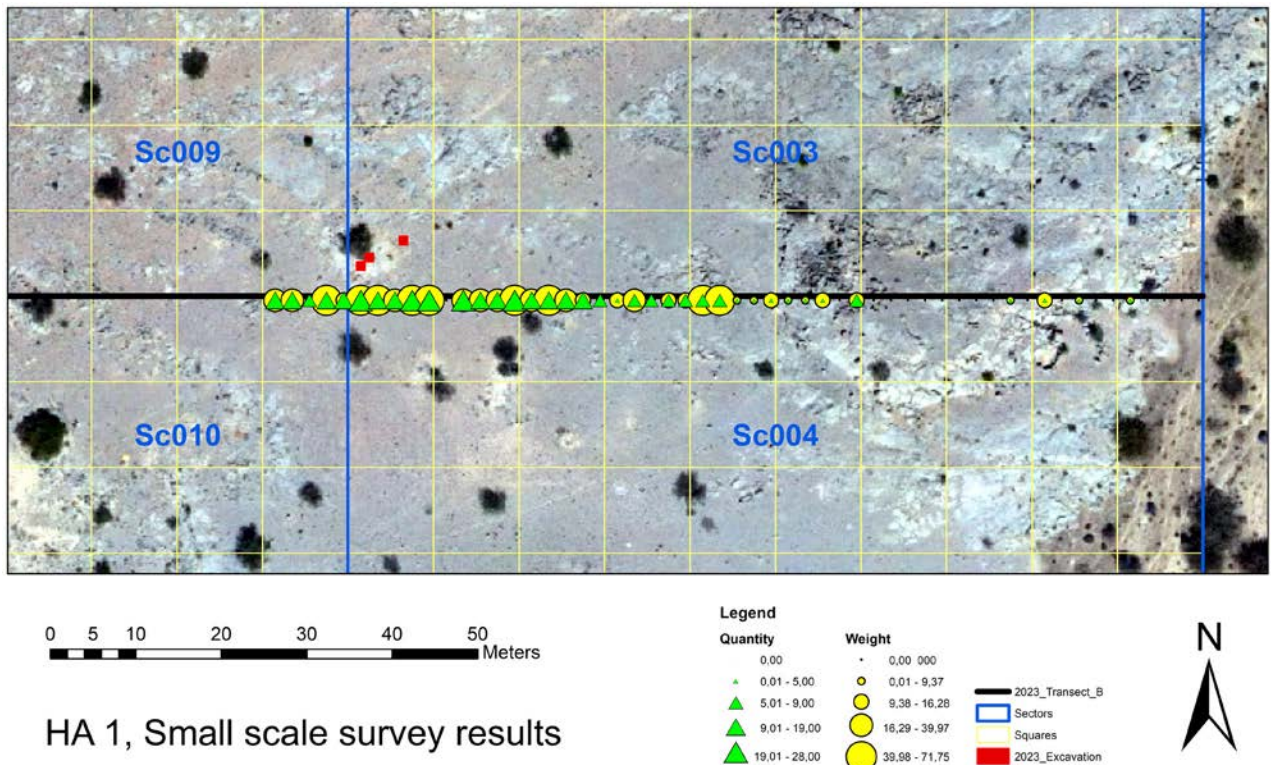 Sc009 Sc003
Sc010 Sc004
0 5 10 20 30 40 50
Meters
HA 1, Small scale survey results
Legend
Quantity Weight
0,00 0,00 000
0,01 - 5,00 0,01 - 9,37
5,01 - 9,00 9,38 - 16,28
9,01 - 19,00 16,29 - 39,97
19,01 - 28,00 39,98 - 71,75
2023_Transect_B
Sectors
Squares
2023_Excavation
N